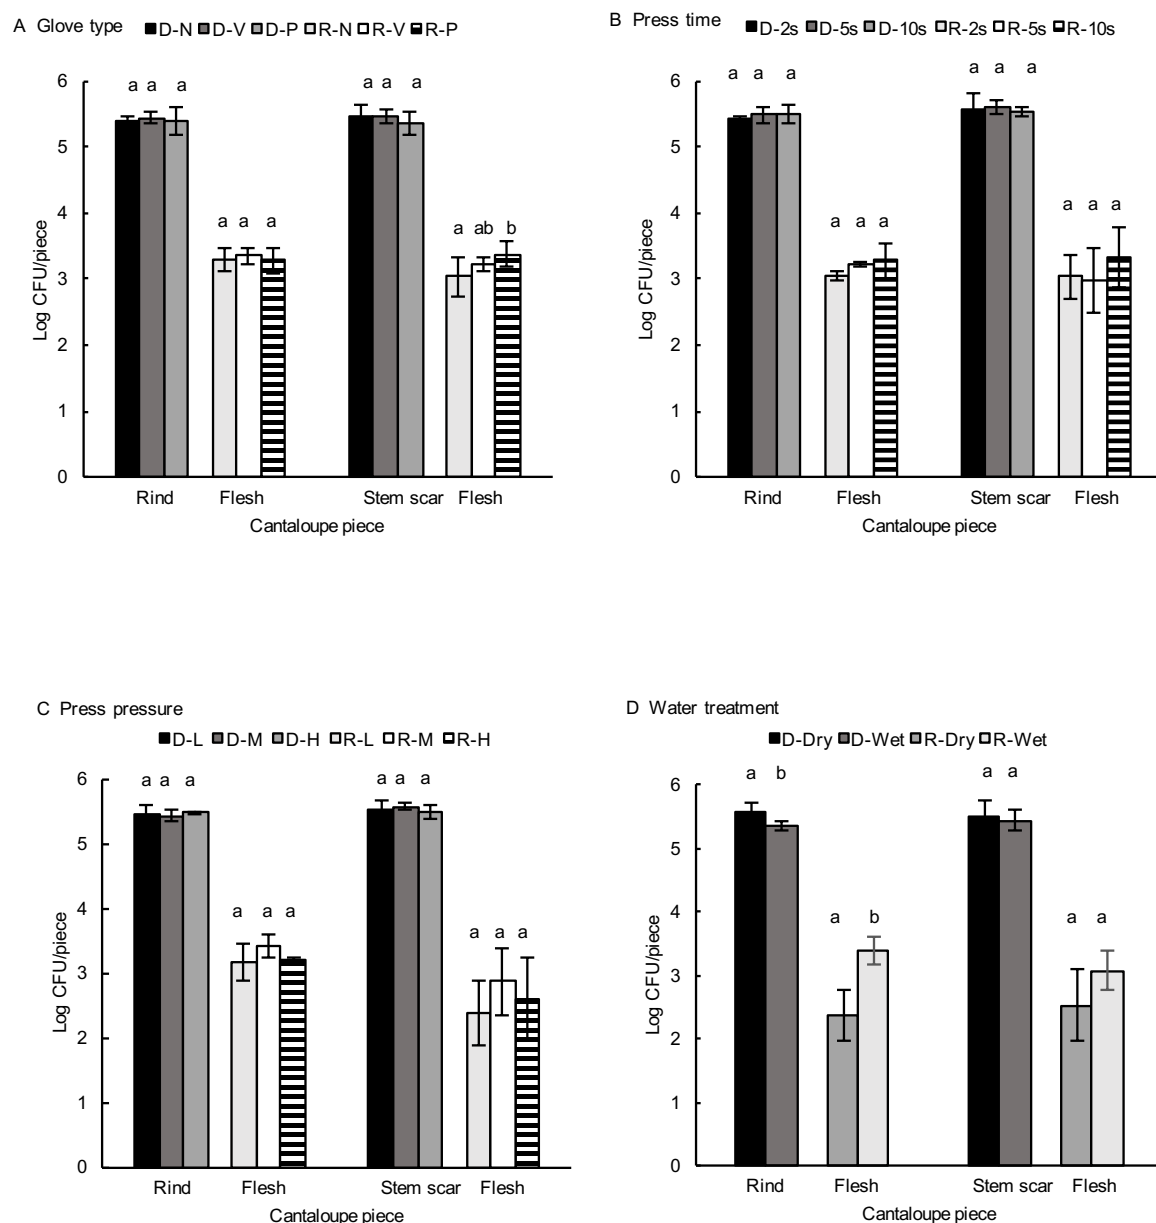 A Glove type
D-N D-V D-P R-N R-V R-P
a a a a a a
a a a a ab b
6
5
4
3
2
1
0
Log CFU/piece
Rind Flesh Stem scar Flesh
Cantaloupe piece
B Press time
D-2s D-5s D-10s R-2s R-5s R-10s
a a a a a a
a a a a a a
6
5
4
3
2
1
0
Log CFU/piece
Rind Flesh Stem scar Flesh
Cantaloupe piece
C Press pressure
D-L D-M D-H R-L R-M R-H
a a a a a a
a a a a a a
6
5
4
3
2
1
0
Log CFU/piece
Rind Flesh Stem scar Flesh
Cantaloupe piece
D Water treatment
D-Dry D-Wet R-Dry R-Wet
a b a a
a b a a
6
5
4
3
2
1
0
Log CFU/piece
Rind Flesh Stem scar Flesh
Cantaloupe piece